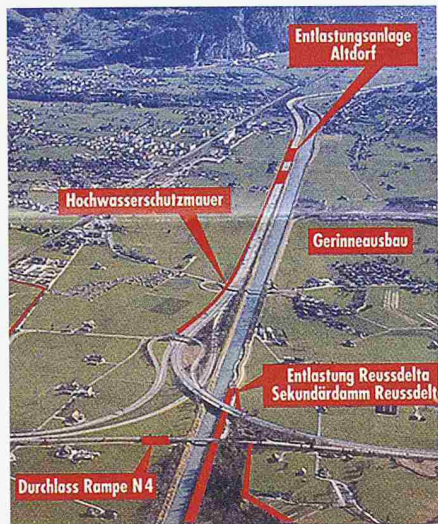 Entlastungsanlage
Altdorf
Hochwasserschutzmauer
Gerinneausbau
Entlastung Reussdelta
Sekundärdamm Reussdelt
Durchlass Rampe N4